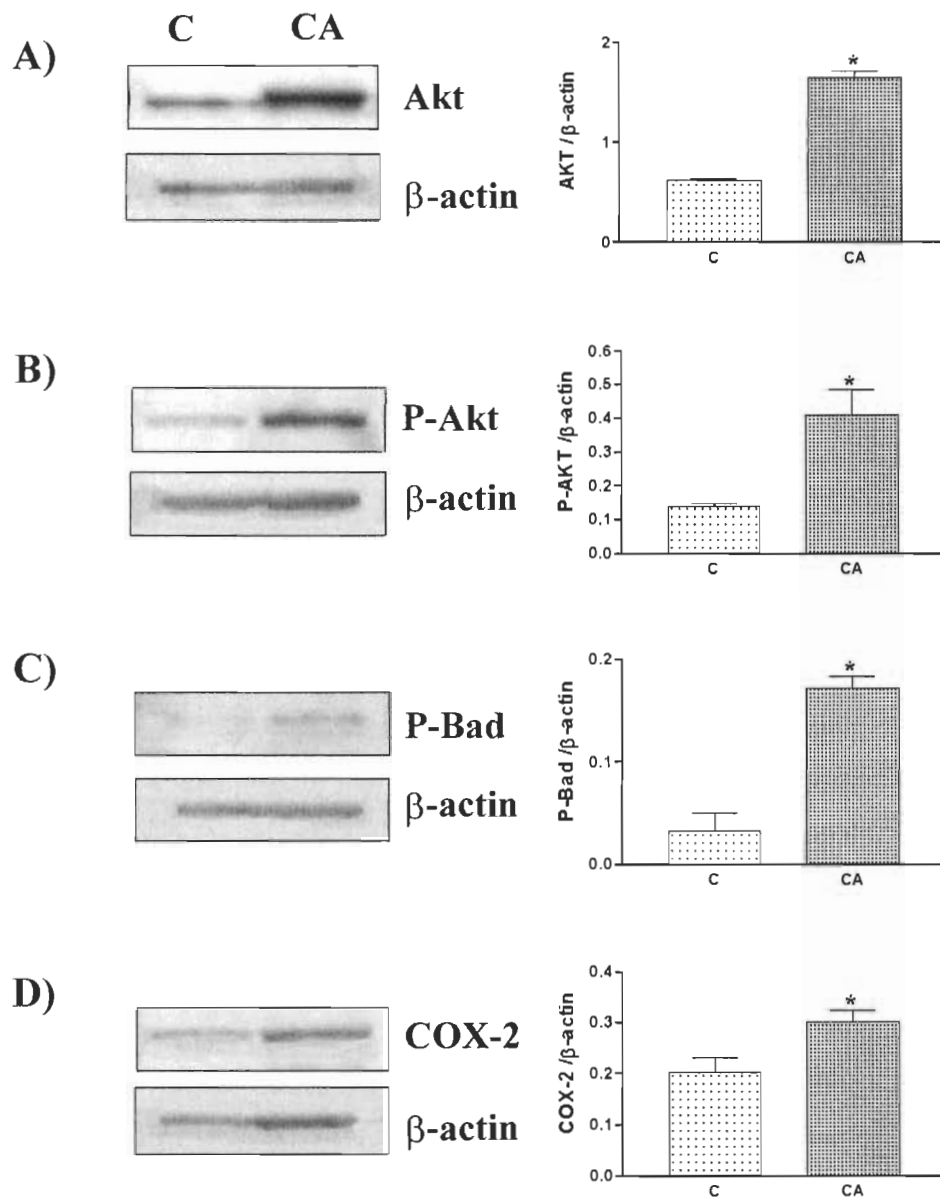 C CA
A)
Akt
β-actin
AKT /β-actin
2
1
0
C CA
B)
P-Akt
β-actin
P-AKT /β-actin
0.6
0.5
0.4
0.3
0.2
0.1
0.0
C CA
C)
P-Bad
β-actin
P-Bad /β-actin
0.2
0.1
0.0
C CA
D)
COX-2
β-actin
COX-2 /β-actin
0.4
0.3
0.2
0.1
0.0
C CA
*
*
*
*